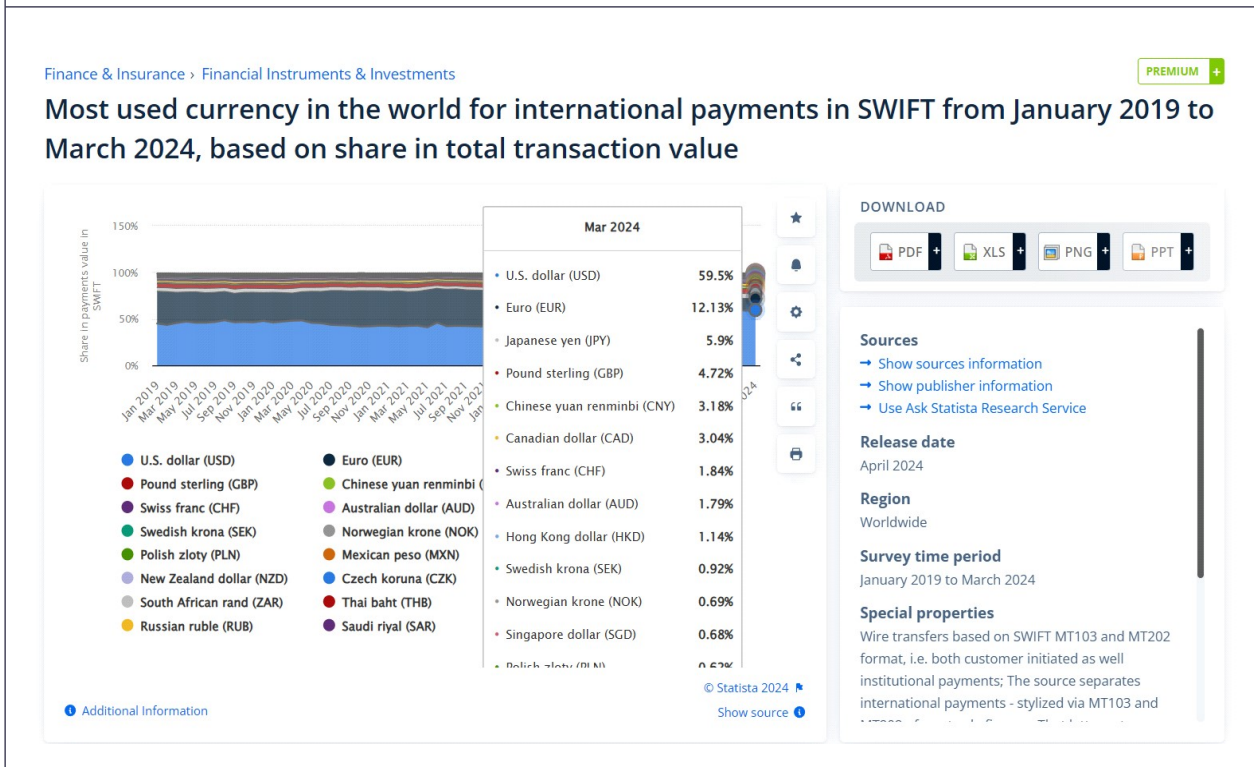 Finance & Insurance › Financial Instruments & Investments
PREMIUM +
Most used currency in the world for international payments in SWIFT from January 2019 to
March 2024, based on share in total transaction value
Share in payments value in
SWIFT
150%
100%
50%
0%
Jan 2019
Mar 2019
May 2019
Jul 2019
Sep 2019
Nov 2019
Jan 2020
Mar 2020
May 2020
Jul 2020
Sep 2020
Nov 2020
Jan 2021
Mar 2021
May 2021
Jul 2021
Sep 2021
Nov 2021
Mar 2024
U.S. dollar (USD) 59.5%
Euro (EUR) 12.13%
Japanese yen (JPY) 5.9%
Pound sterling (GBP) 4.72%
Chinese yuan renminbi (CNY) 3.18%
Canadian dollar (CAD) 3.04%
Swiss franc (CHF) 1.84%
Australian dollar (AUD) 1.79%
Hong Kong dollar (HKD) 1.14%
Swedish krona (SEK) 0.92%
Norwegian krone (NOK) 0.69%
Singapore dollar (SGD) 0.68%
Polish zloty (PLN) 0.62%
U.S. dollar (USD)
Euro (EUR)
Pound sterling (GBP)
Chinese yuan renminbi (
Swiss franc (CHF)
Australian dollar (AUD)
Swedish krona (SEK)
Norwegian krone (NOK)
Polish zloty (PLN)
Mexican peso (MXN)
New Zealand dollar (NZD)
Czech koruna (CZK)
South African rand (ZAR)
Thai baht (THB)
Russian ruble (RUB)
Saudi riyal (SAR)
© Statista 2024
Additional Information
Show source
DOWNLOAD
PDF +
XLS +
PNG +
PPT +
Sources
→ Show sources information
→ Show publisher information
→ Use Ask Statista Research Service
Release date
April 2024
Region
Worldwide
Survey time period
January 2019 to March 2024
Special properties
Wire transfers based on SWIFT MT103 and MT202
format, i.e. both customer initiated as well
institutional payments; The source separates
international payments - stylized via MT103 and